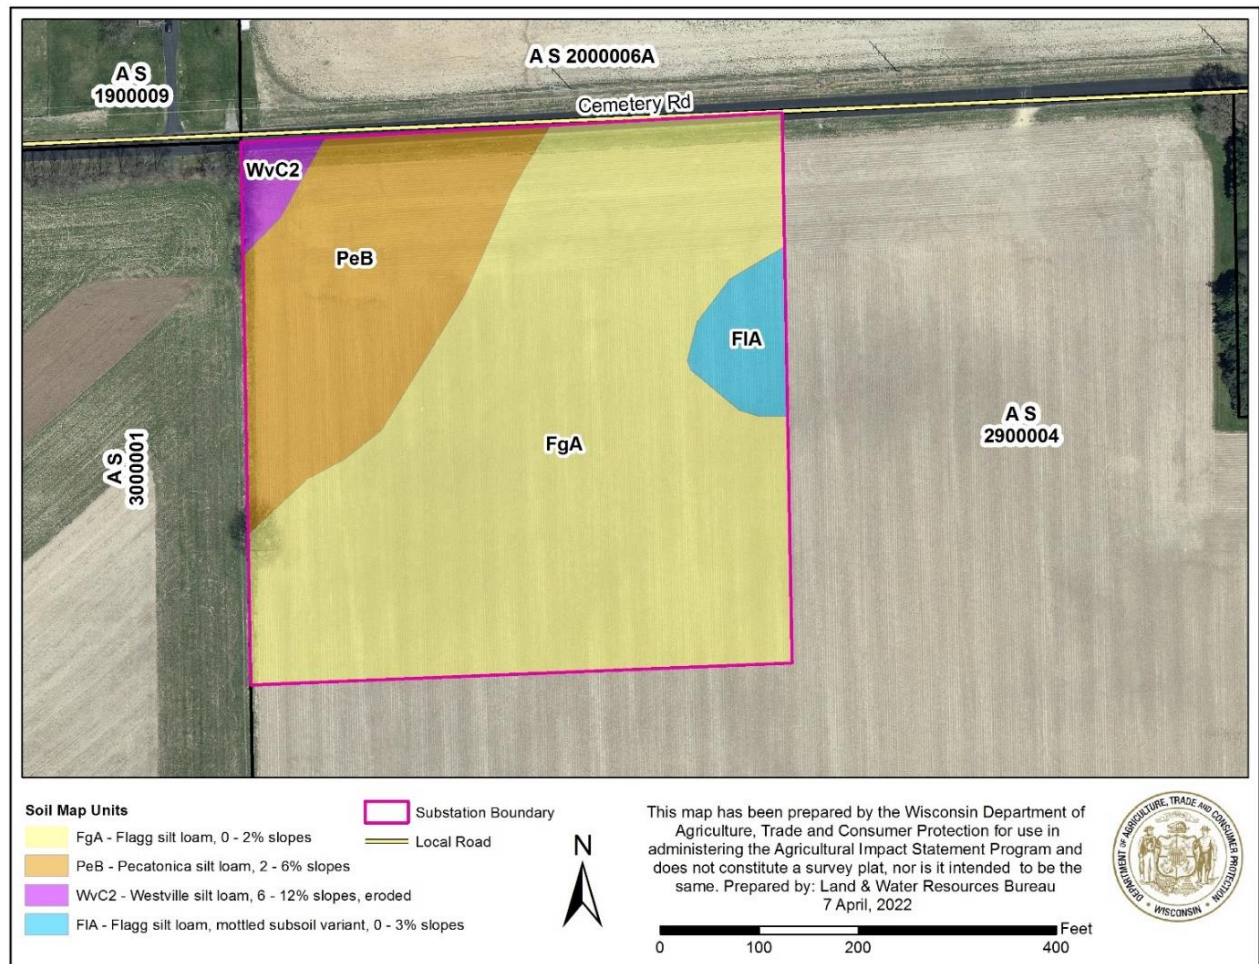 A S 2000006A
A S
1900009
Cemetery Rd
WvC2
PeB
FlA
FgA
A S
2900004
A S
3000001
Soil Map Units
FgA - Flagg silt loam, 0 - 2% slopes
PeB - Pecatonica silt loam, 2 - 6% slopes
WvC2 - Westville silt loam, 6 - 12% slopes, eroded
FlA - Flagg silt loam, mottled subsoil variant, 0 - 3% slopes
Substation Boundary
Local Road
N
This map has been prepared by the Wisconsin Department of
Agriculture, Trade and Consumer Protection for use in
administering the Agricultural Impact Statement Program and
does not constitute a survey plat, nor is it intended to be the
same. Prepared by: Land & Water Resources Bureau
7 April, 2022
Feet
0 100 200 400
DEPARTMENT OF AGRICULTURE, TRADE AND CONSUMER PROTECTION
• WISCONSIN •